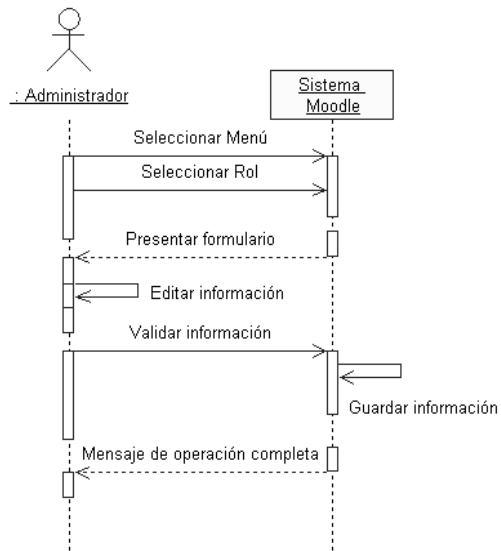 : Administrador
Sistema
Moodle
Seleccionar Menú
Seleccionar Rol
Presentar formulario
Editar información
Validar información
Guardar información
Mensaje de operación completa